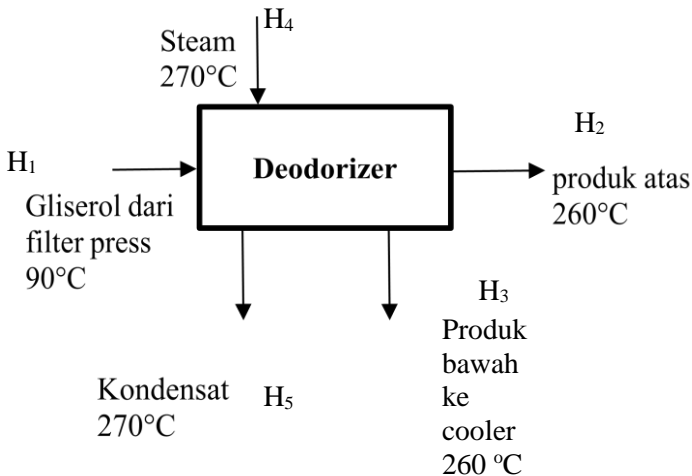 H₄
Steam
270°C
H₁
Gliserol dari
filter press
90°C
Deodorizer
H₂
produk atas
260°C
H₃
Produk
bawah
ke
cooler
260 °C
Kondensat
270°C
H₅